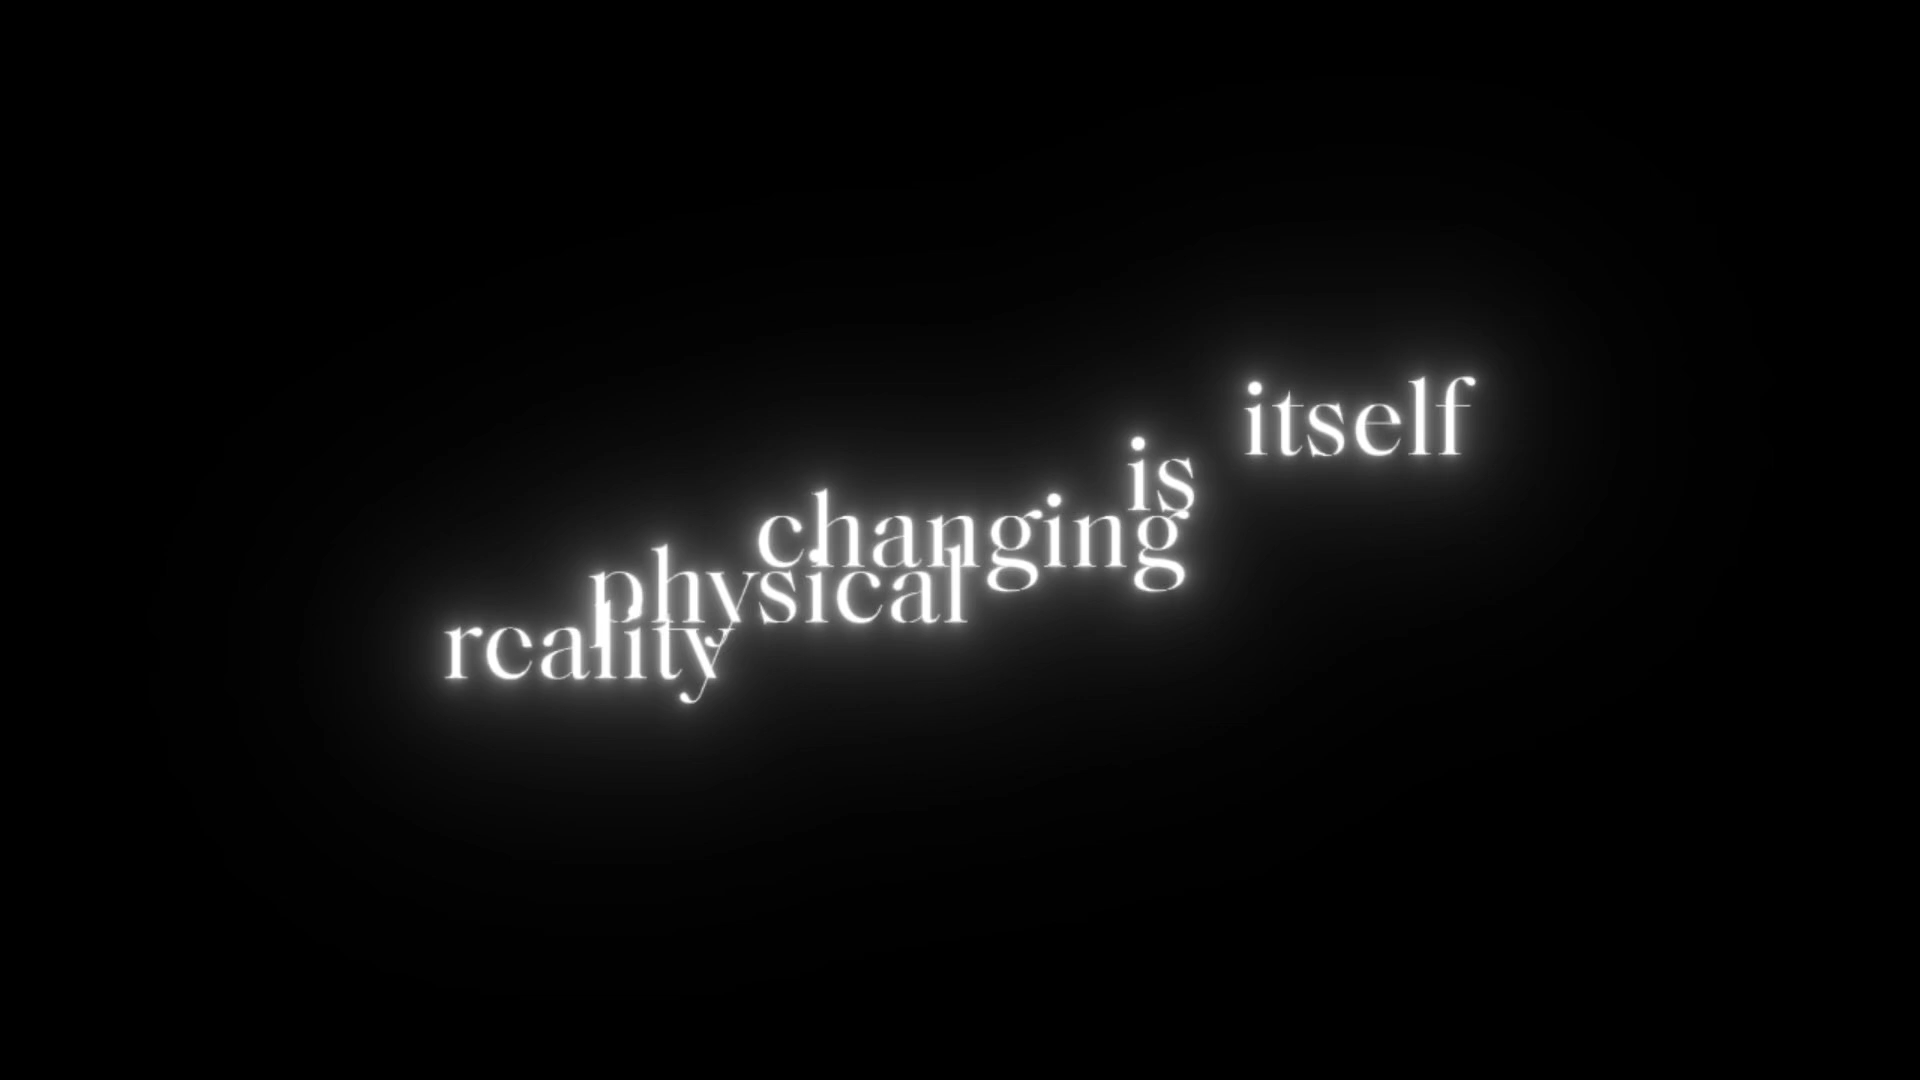 itself
is
changing
physical
reality